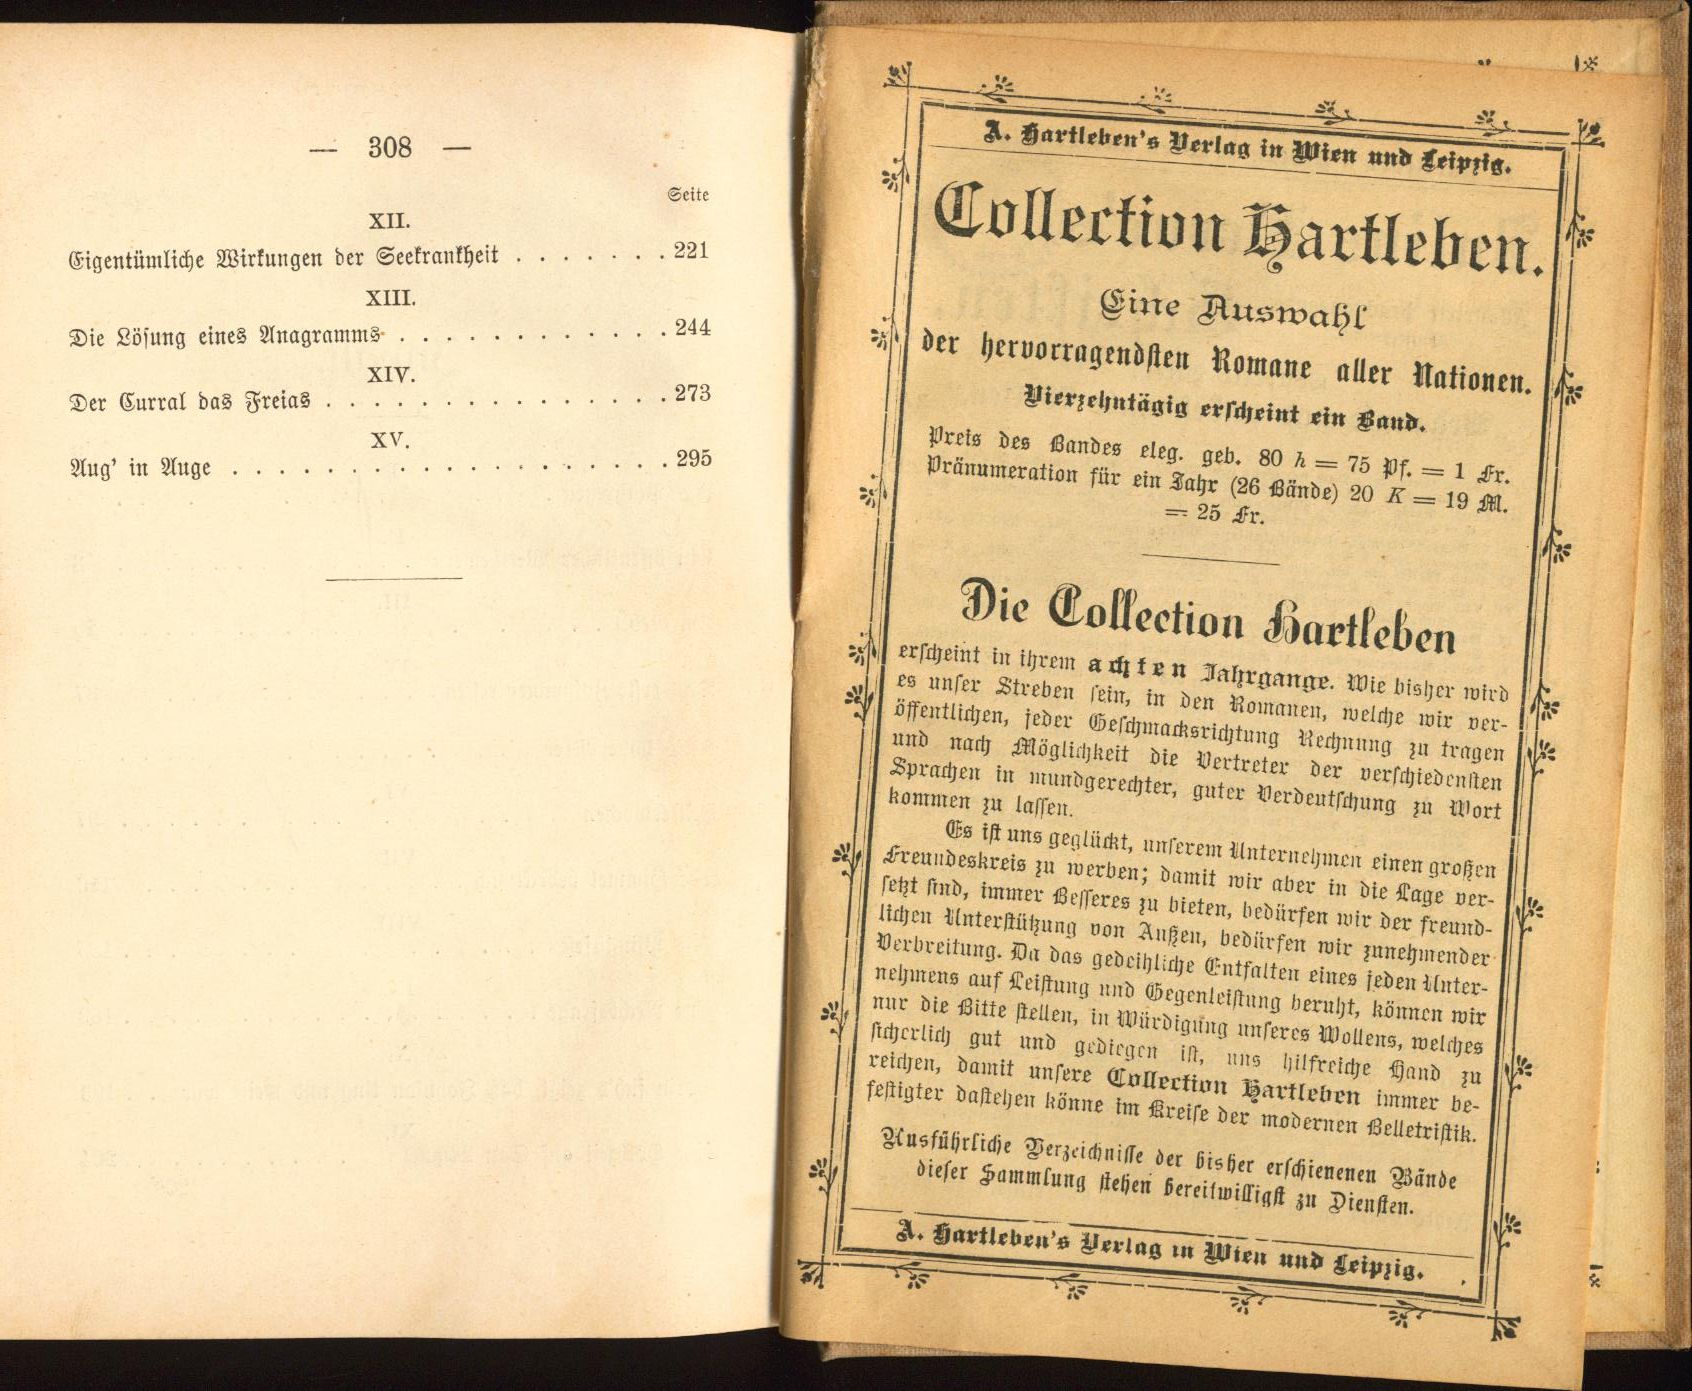 — 308 —
Seite
XII.
Eigentümliche Wirkungen der Seekrankheit . . . . . . . 221
XIII.
Die Lösung eines Anagramms . . . . . . . . . . . . 244
XIV.
Der Curral das Freias . . . . . . . . . . . . . . . 273
XV.
Aug' in Auge . . . . . . . . . . . . . . . . . . . 295
A. Hartleben's Verlag in Wien und Leipzig.
Collection Hartleben.
Eine Auswahl
der hervorragendsten Romane aller Nationen.
Vierzehntägig erscheint ein Band.
Preis des Bandes eleg. geb. 80 h = 75 Pf. = 1 Fr.
Pränumeration für ein Jahr (26 Bände) 20 K = 19 M.
= 25 Fr.
Die Collection Hartleben
erscheint in ihrem achten Jahrgange. Wie bisher wird
es unser Streben sein, in den Romanen, welche wir ver-
öffentlichen, jeder Geschmacksrichtung Rechnung zu tragen
und nach Möglichkeit die Vertreter der verschiedensten
Sprachen in mundgerechter, guter Verdeutschung zu Wort
kommen zu lassen.
Es ist uns geglückt, unserem Unternehmen einen großen
Freundeskreis zu werben; damit wir aber in die Lage ver-
setzt sind, immer Besseres zu bieten, bedürfen wir der freund-
lichen Unterstützung von Außen, bedürfen wir zunehmender
Verbreitung. Da das gedeihliche Entfalten eines jeden Unter-
nehmens auf Leistung und Gegenleistung beruht, können wir
nur die Bitte stellen, in Würdigung unseres Wollens, welches
sicherlich gut und gediegen ist, uns hilfreiche Hand zu
reichen, damit unsere Collection Hartleben immer be-
festigter dastehen könne im Kreise der modernen Belletristik.
Ausführliche Verzeichnisse der bisher erschienenen Bände
dieser Sammlung stehen bereitwilligst zu Diensten.
A. Hartleben's Verlag in Wien und Leipzig.